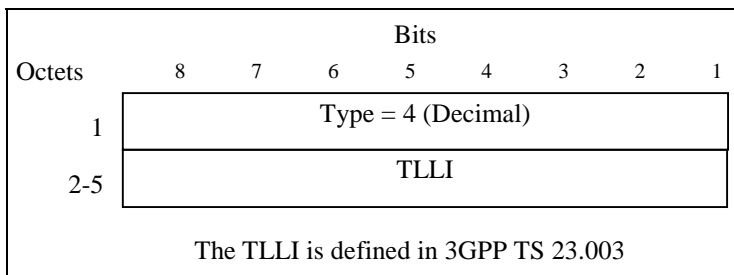 Bits
Octets 8 7 6 5 4 3 2 1
1 Type = 4 (Decimal)
2-5 TLLI
The TLLI is defined in 3GPP TS 23.003